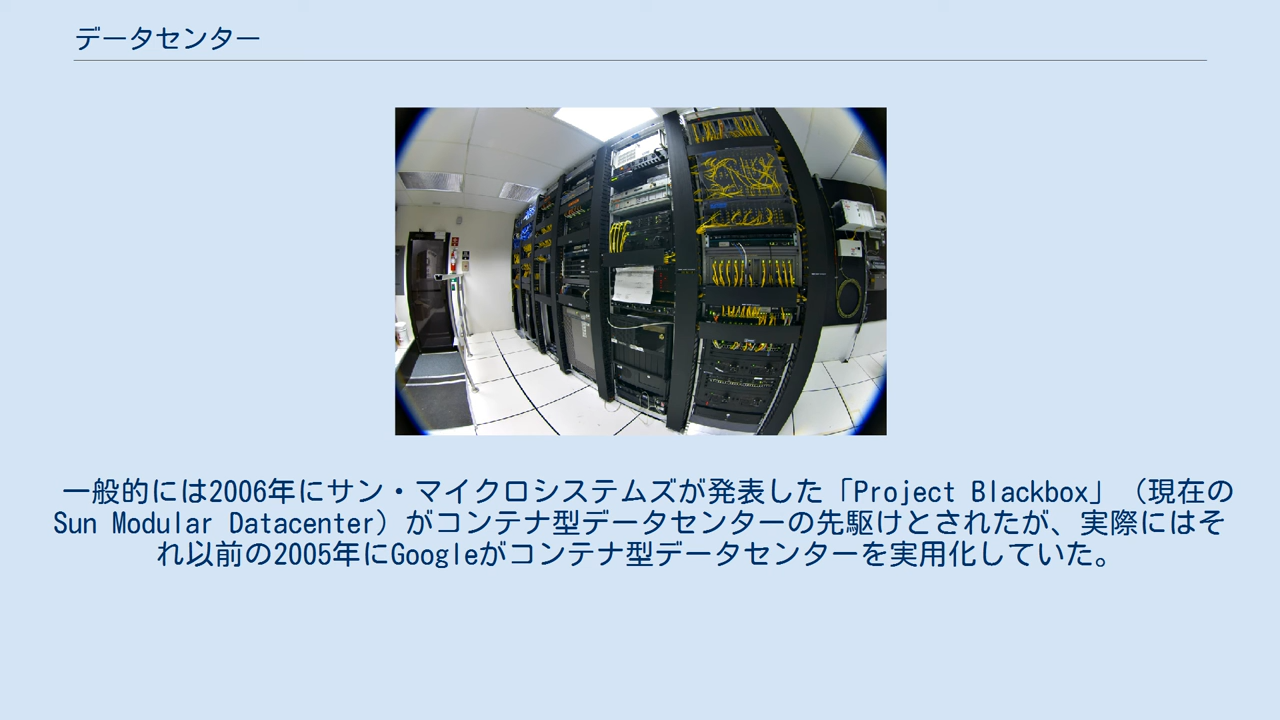 データセンター
一般的には2006年にサン・マイクロシステムズが発表した「Project Blackbox」（現在の
Sun Modular Datacenter）がコンテナ型データセンターの先駆けとされたが、実際にはそ
れ以前の2005年にGoogleがコンテナ型データセンターを実用化していた。